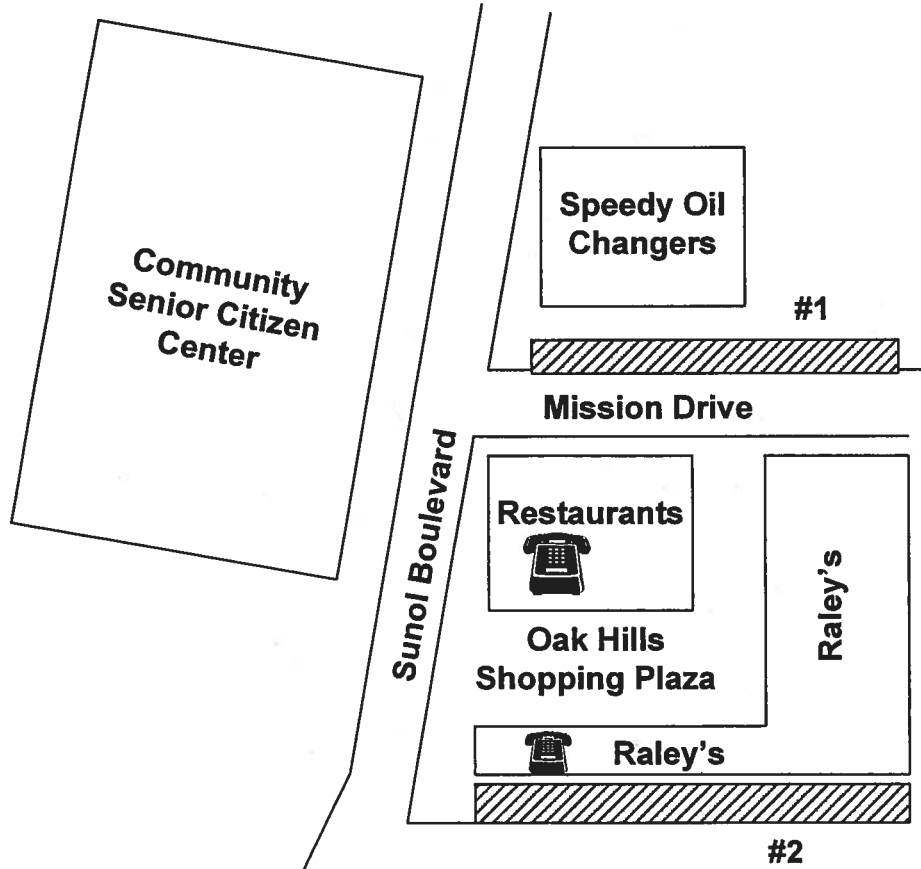 Speedy Oil
Changers
Community
Senior Citizen
Center
#1
Mission Drive
Sunol Boulevard
Restaurants
Raley's
Oak Hills
Shopping Plaza
Raley's
#2